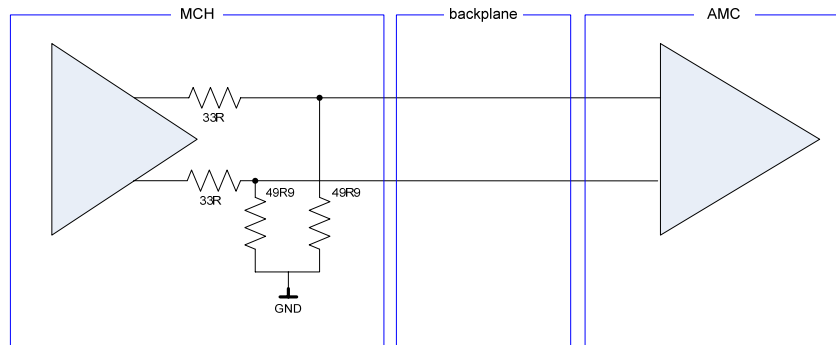 MCH
backplane
AMC
33R
33R
49R9
49R9
GND